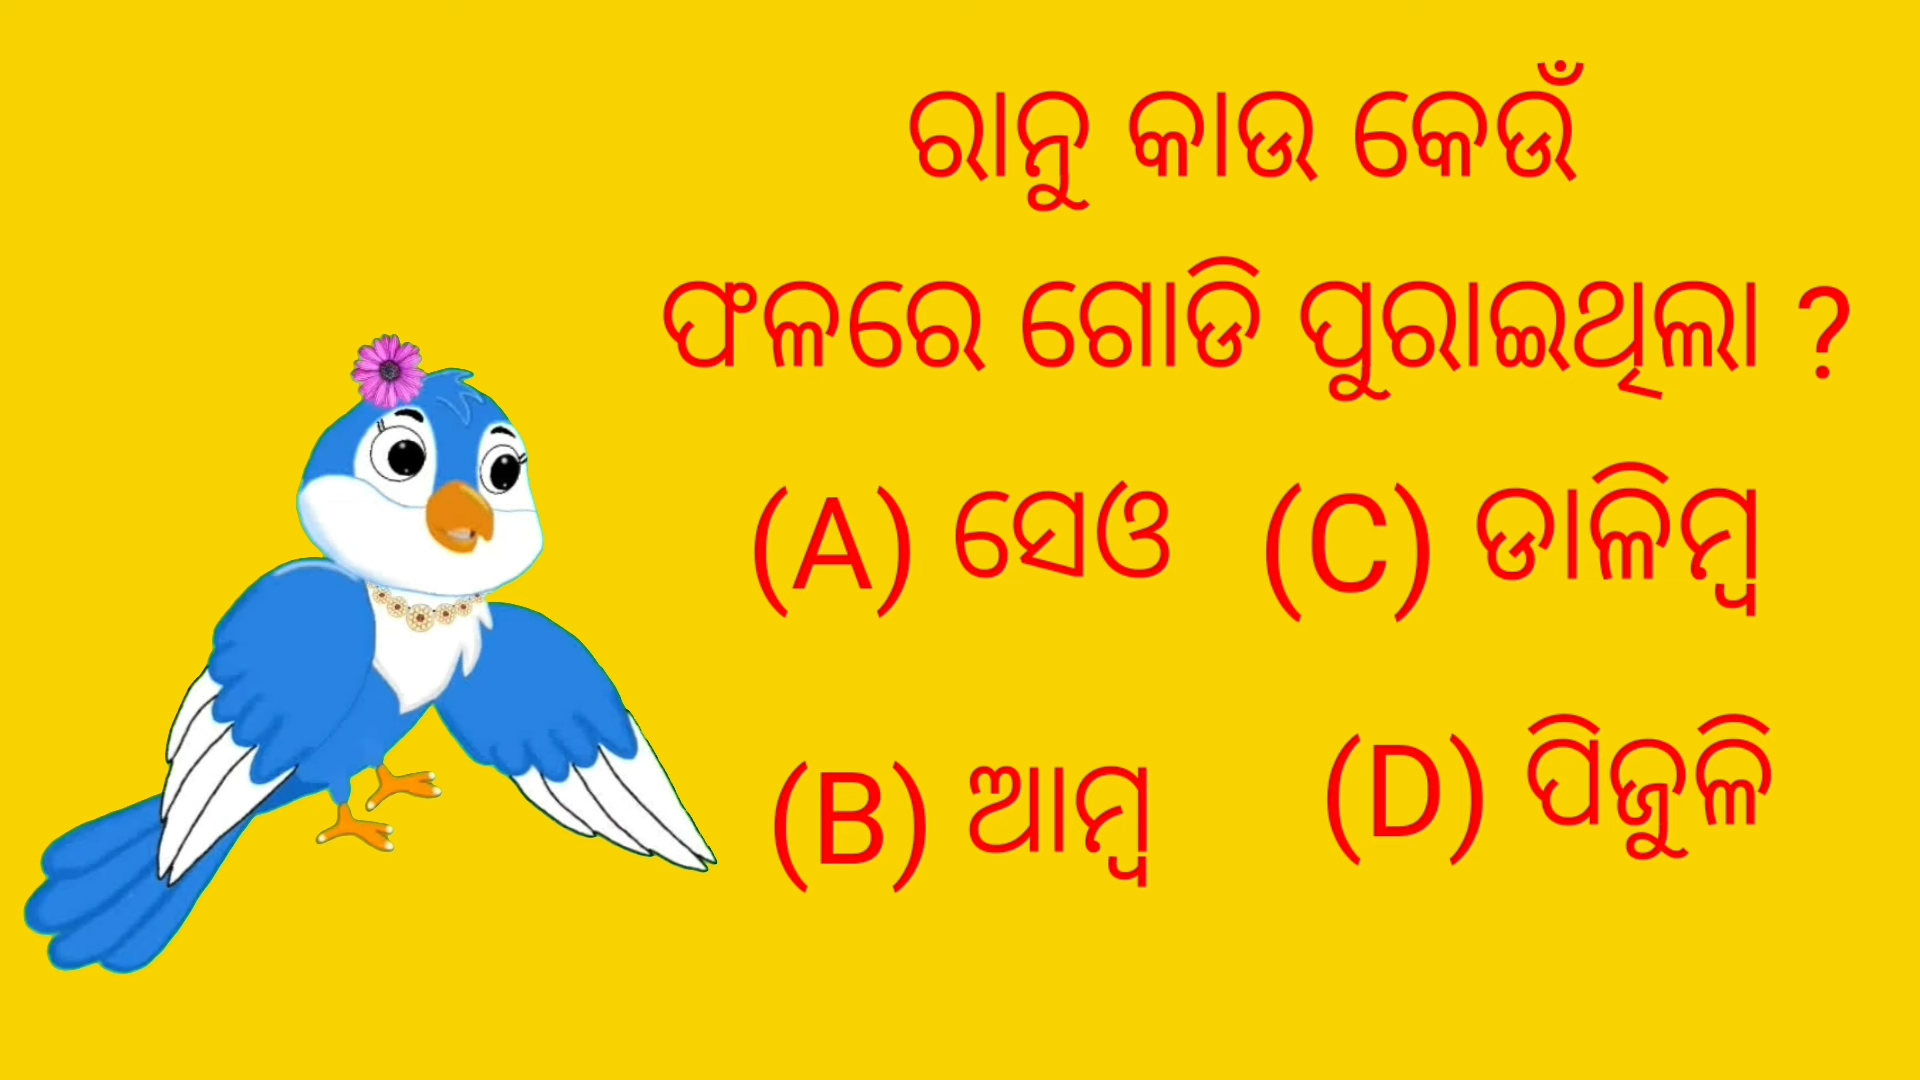 ରାନୁ କାଉ କେଉଁ
ଫଳରେ ଗୋଡି ପୁରାଇଥିଲା ?
(A) ସେଓ (C) ଡାଳିମ୍ବ
(B) ଆମ୍ବ (D) ପିଜୁଳି